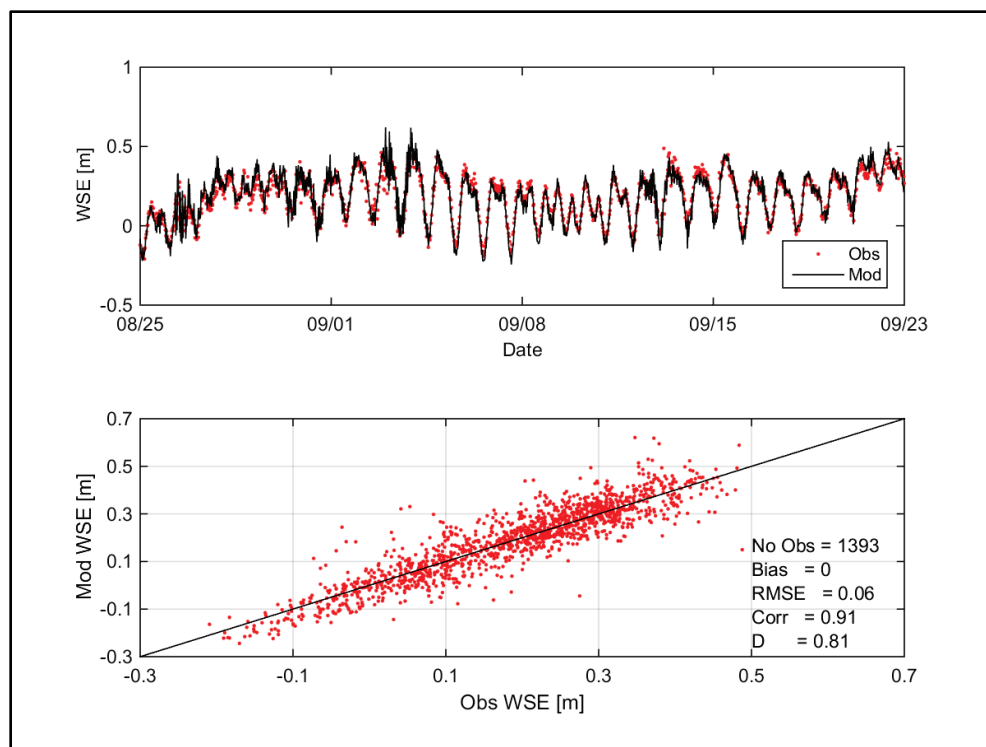 1
0.5
0
-0.5
WSE [m]
Obs
Mod
08/25 09/01 09/08 09/15 09/23
Date
0.7
0.5
0.3
0.1
-0.1
-0.3
Mod WSE [m]
No Obs = 1393
Bias = 0
RMSE = 0.06
Corr = 0.91
D = 0.81
-0.3 -0.1 0.1 0.3 0.5 0.7
Obs WSE [m]